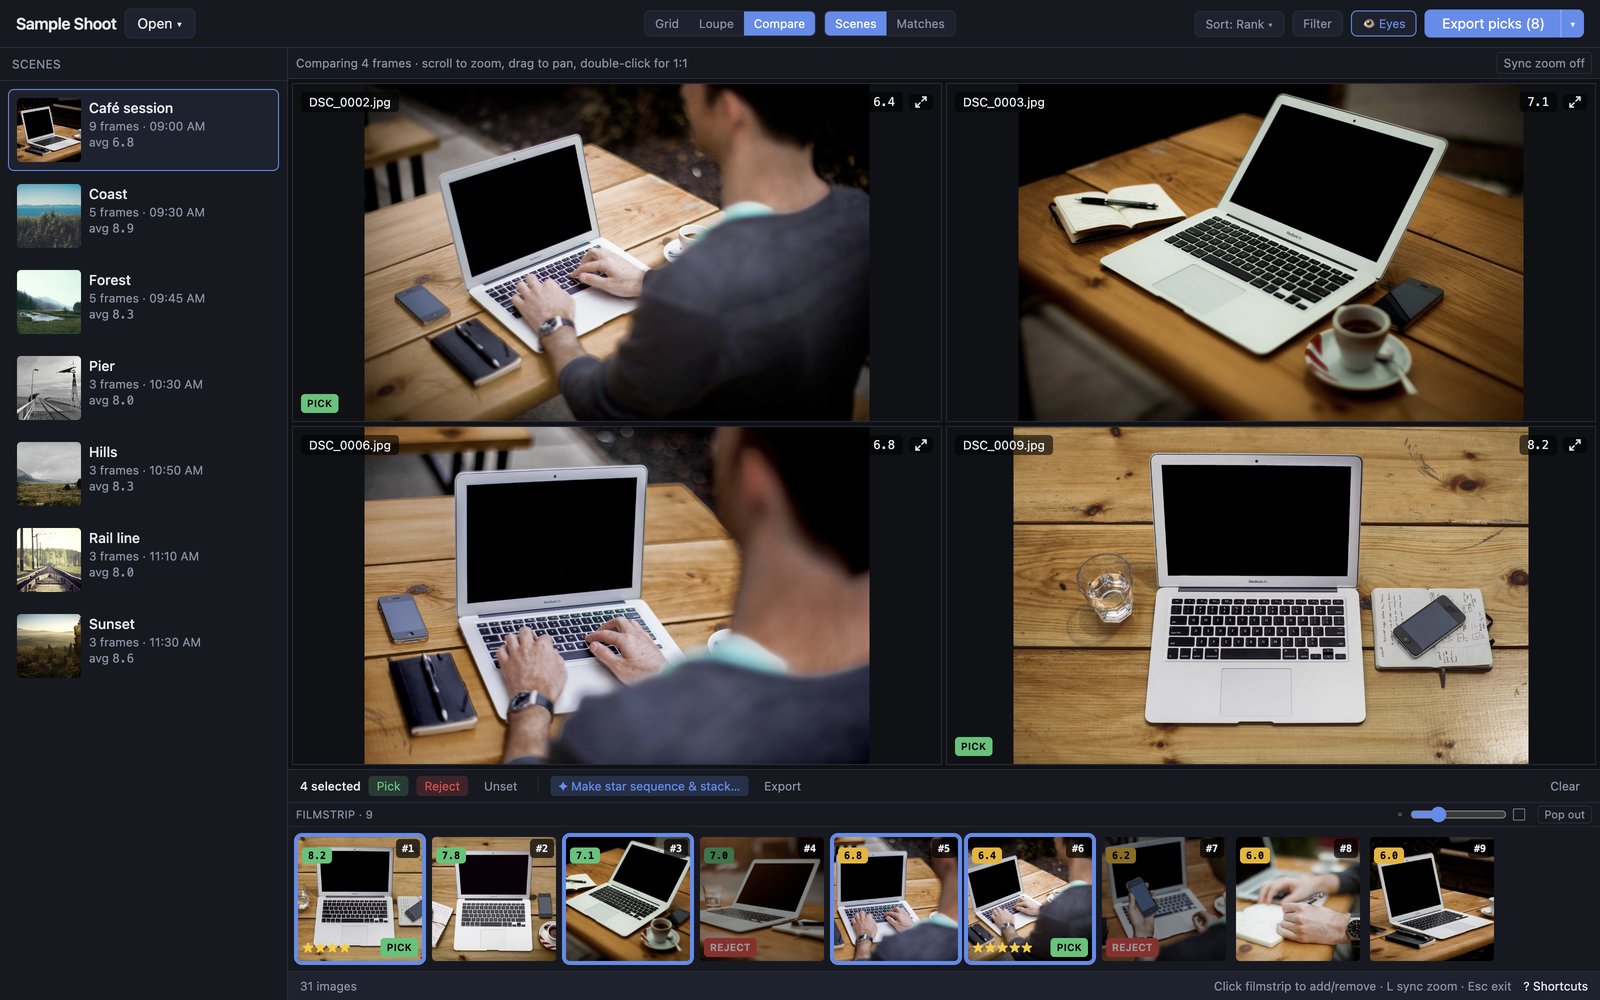 Sample Shoot
Open ▾
Grid Loupe Compare
Scenes Matches
Sort: Rank ▾
Filter
Eyes
Export picks (8) ▾
SCENES
Café session
9 frames · 09:00 AM
avg 6.8
Coast
5 frames · 09:30 AM
avg 8.9
Forest
5 frames · 09:45 AM
avg 8.3
Pier
3 frames · 10:30 AM
avg 8.0
Hills
3 frames · 10:50 AM
avg 8.3
Rail line
3 frames · 11:10 AM
avg 8.0
Sunset
3 frames · 11:30 AM
avg 8.6
Comparing 4 frames · scroll to zoom, drag to pan, double-click for 1:1
Sync zoom off
DSC_0002.jpg
6.4
PICK
DSC_0003.jpg
7.1
DSC_0006.jpg
6.8
DSC_0009.jpg
8.2
PICK
4 selected
Pick
Reject
Unset
✦ Make star sequence & stack...
Export
Clear
FILMSTRIP · 9
Pop out
8.2 #1
PICK
7.8 #2
7.1 #3
7.0 #4
REJECT
6.8 #5
6.4 #6
PICK
6.2 #7
REJECT
6.0 #8
6.0 #9
31 images
Click filmstrip to add/remove · L sync zoom · Esc exit
? Shortcuts